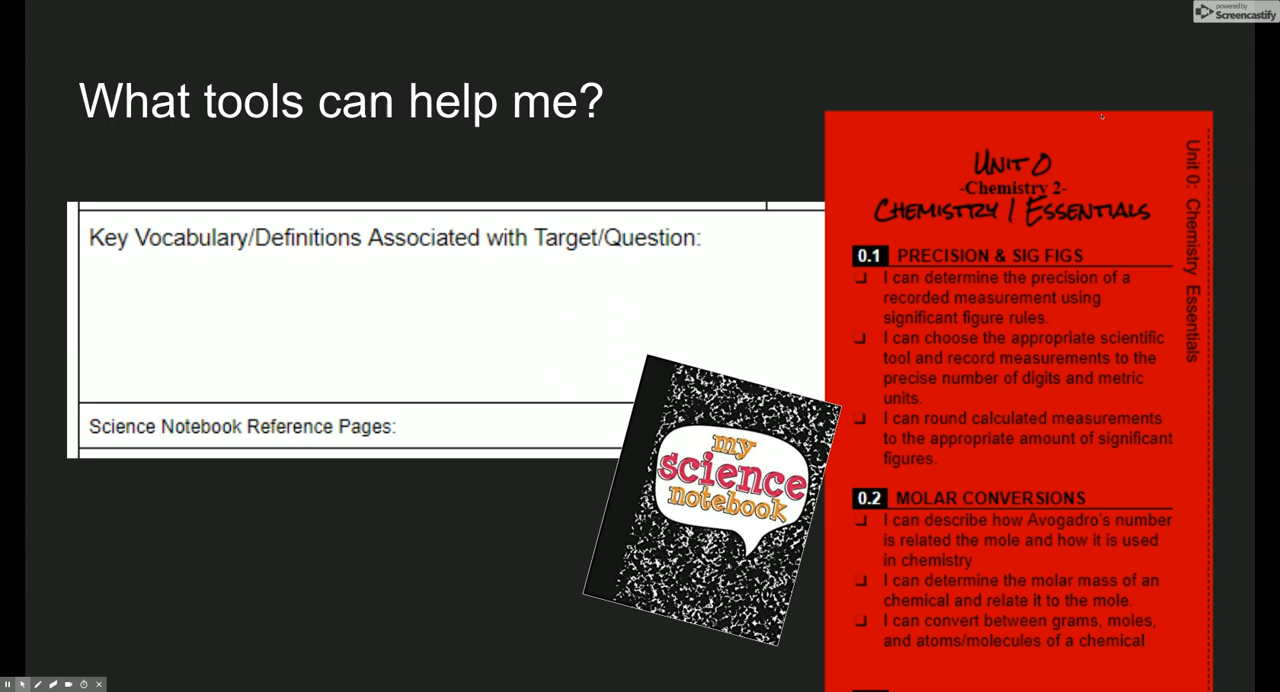 powered by
Screencastify
What tools can help me?
Key Vocabulary/Definitions Associated with Target/Question:
Science Notebook Reference Pages:
my
science
notebook
Unit 0
-Chemistry 2-
Chemistry 1 Essentials
Unit 0: Chemistry Essentials
0.1 PRECISION & SIG FIGS
❏ I can determine the precision of a
recorded measurement using
significant figure rules.
❏ I can choose the appropriate scientific
tool and record measurements to the
precise number of digits and metric
units.
❏ I can round calculated measurements
to the appropriate amount of significant
figures.
0.2 MOLAR CONVERSIONS
❏ I can describe how Avogadro's number
is related the mole and how it is used
in chemistry
❏ I can determine the molar mass of an
chemical and relate it to the mole.
❏ I can convert between grams, moles,
and atoms/molecules of a chemical